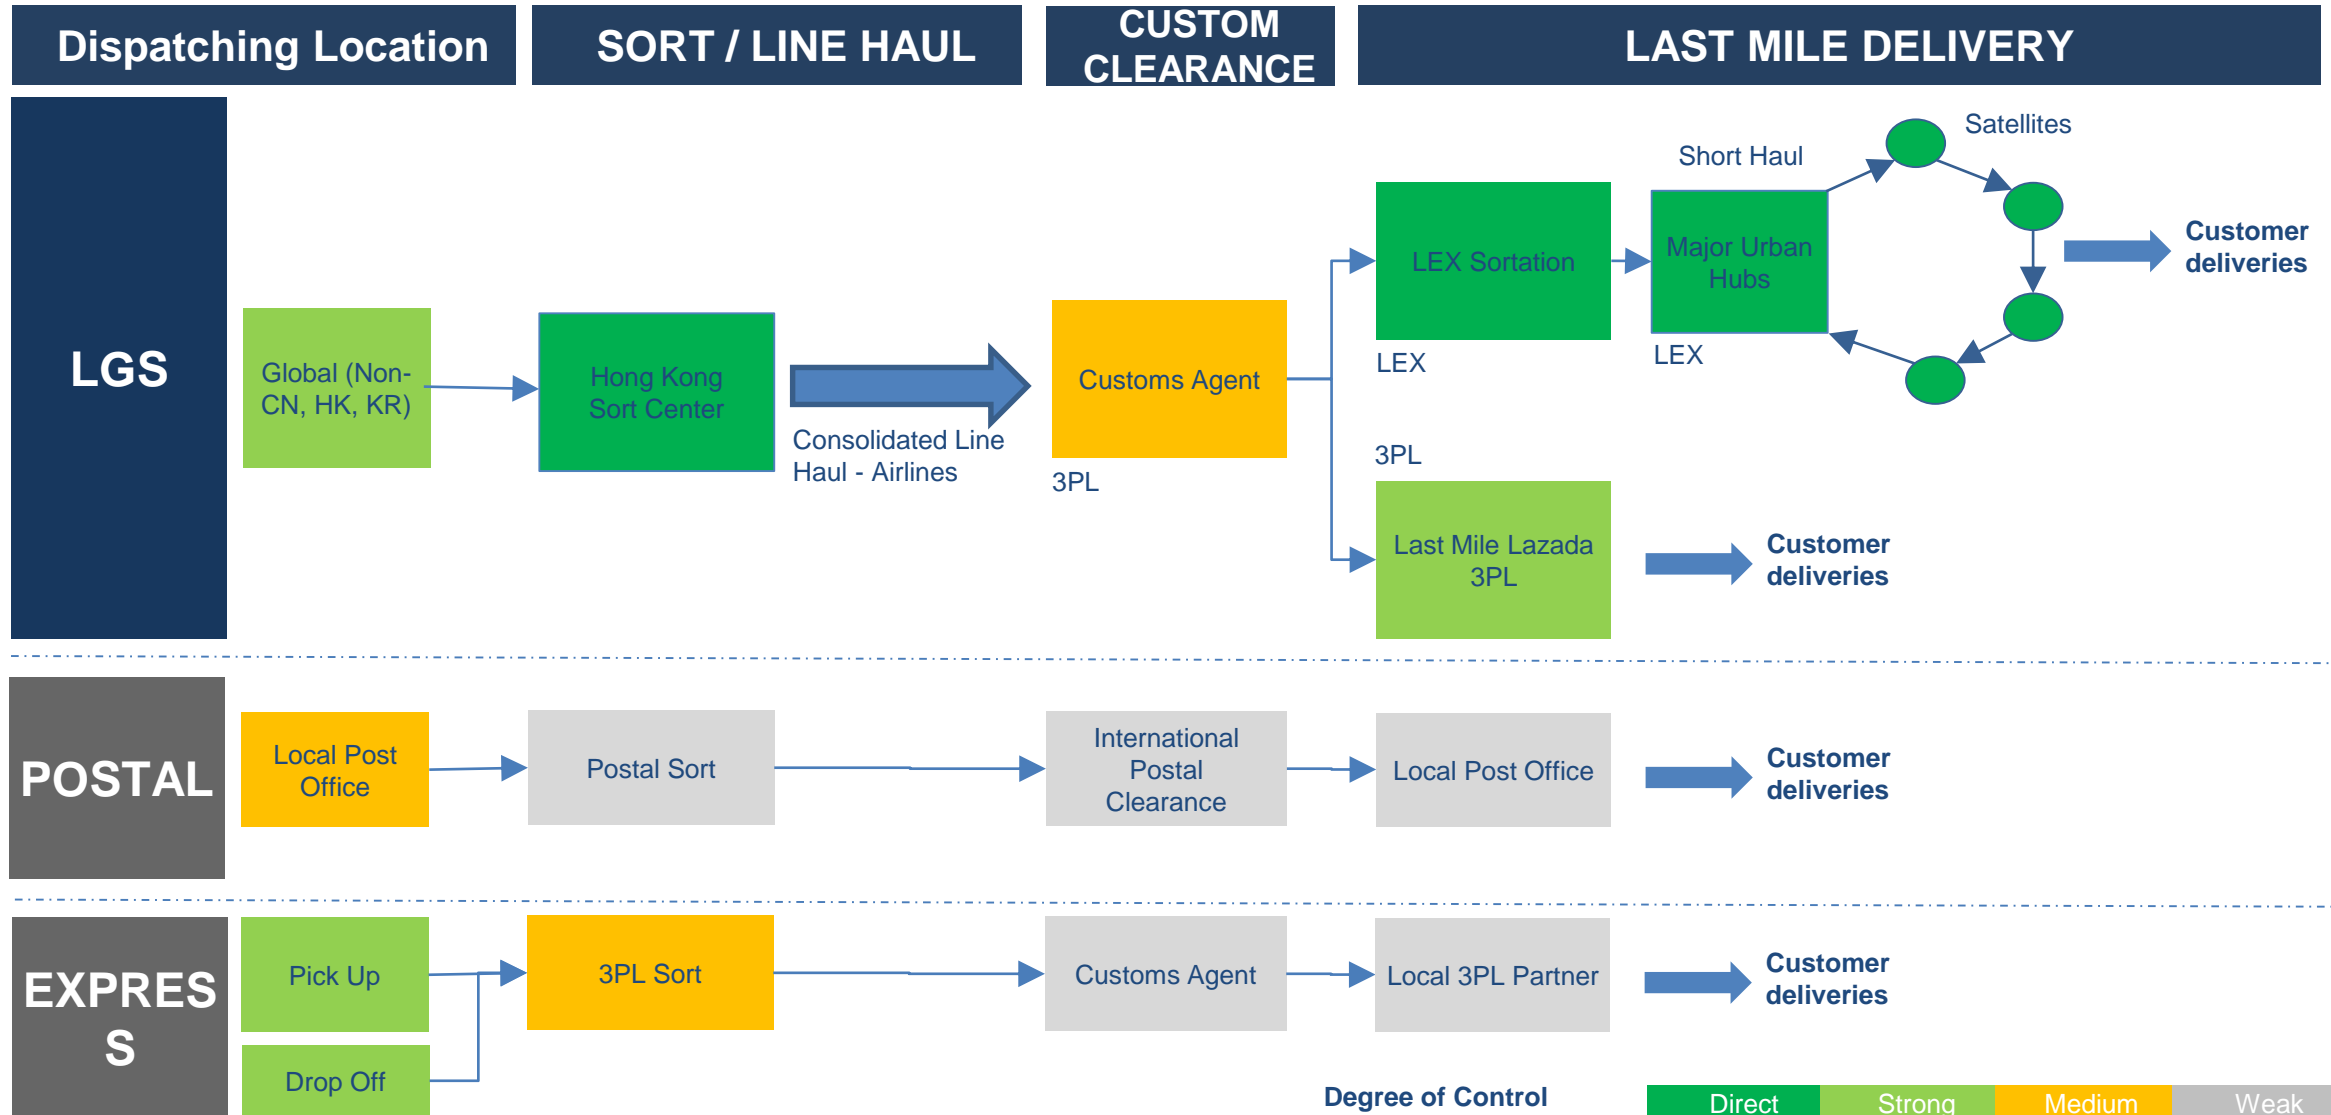 Dispatching Location
SORT / LINE HAUL
CUSTOM
CLEARANCE
LAST MILE DELIVERY
LGS
Global (Non-
CN, HK, KR)
Hong Kong
Sort Center
Consolidated Line
Haul - Airlines
Customs Agent
3PL
LEX Sortation
LEX
Short Haul
Satellites
Major Urban
Hubs
LEX
Customer
deliveries
3PL
Last Mile Lazada
3PL
Customer
deliveries
POSTAL
Local Post
Office
Postal Sort
International
Postal
Clearance
Local Post Office
Customer
deliveries
EXPRES
S
Pick Up
Drop Off
3PL Sort
Customs Agent
Local 3PL Partner
Customer
deliveries
Degree of Control
Direct
Strong
Medium
Weak